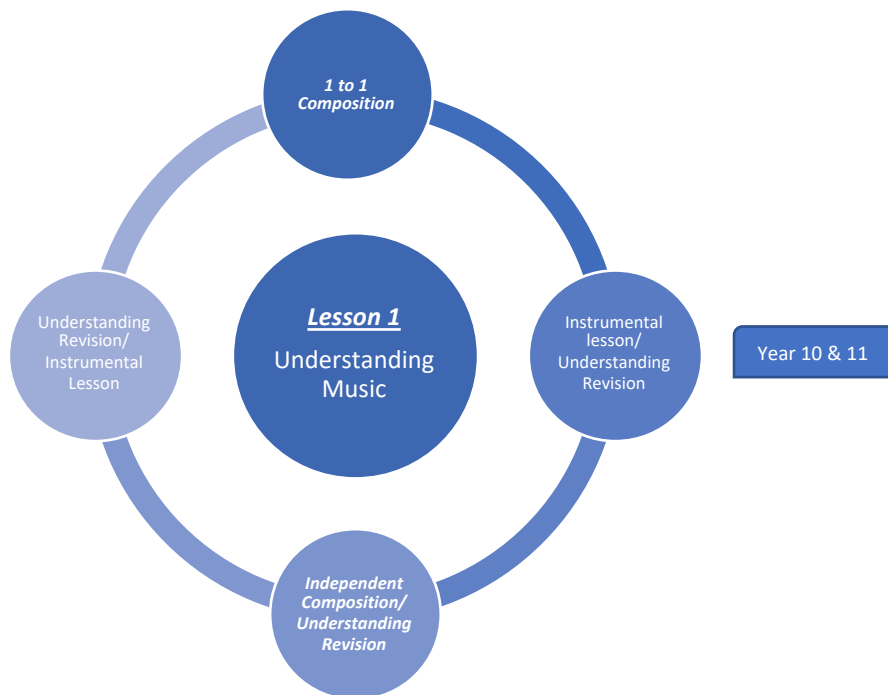 1 to 1
Composition
Understanding
Revision/
Instrumental
Lesson
Lesson 1
Understanding
Music
Instrumental
lesson/
Understanding
Revision
Year 10 & 11
Independent
Composition/
Understanding
Revision